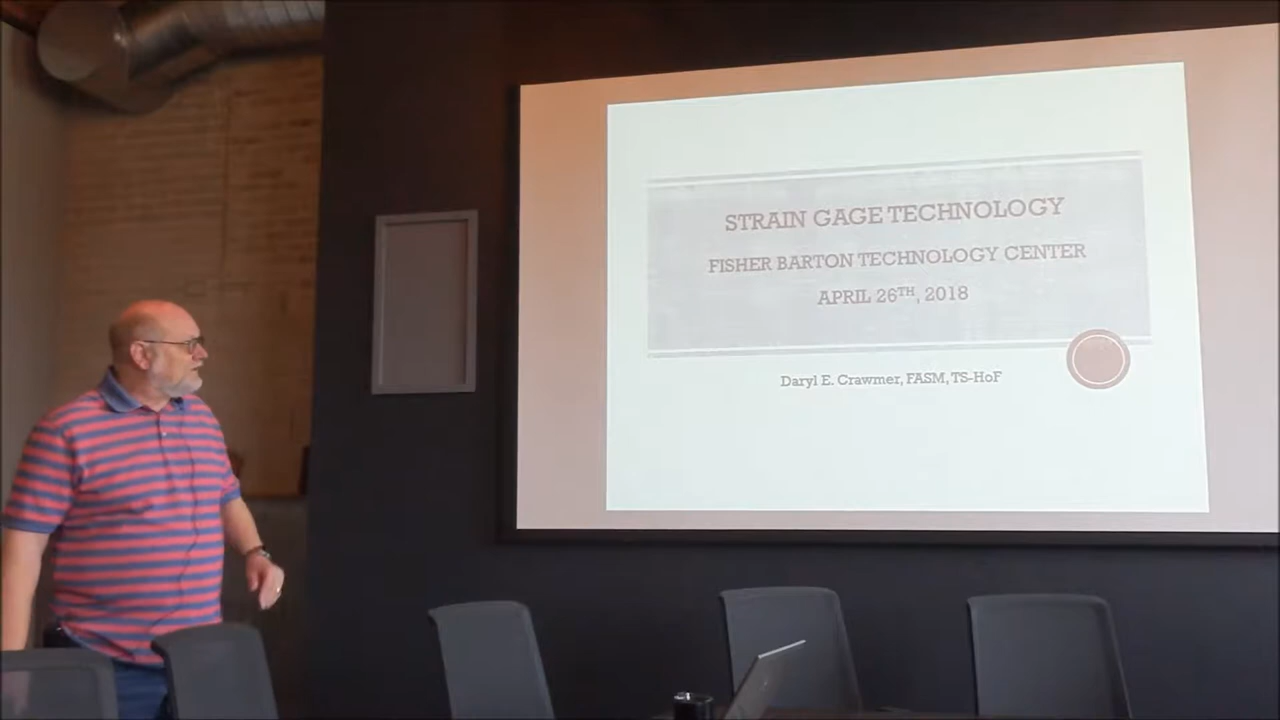 STRAIN GAGE TECHNOLOGY
FISHER BARTON TECHNOLOGY CENTER
APRIL 26TH, 2018
Daryl E. Crawmer, FASM, TS-HoF